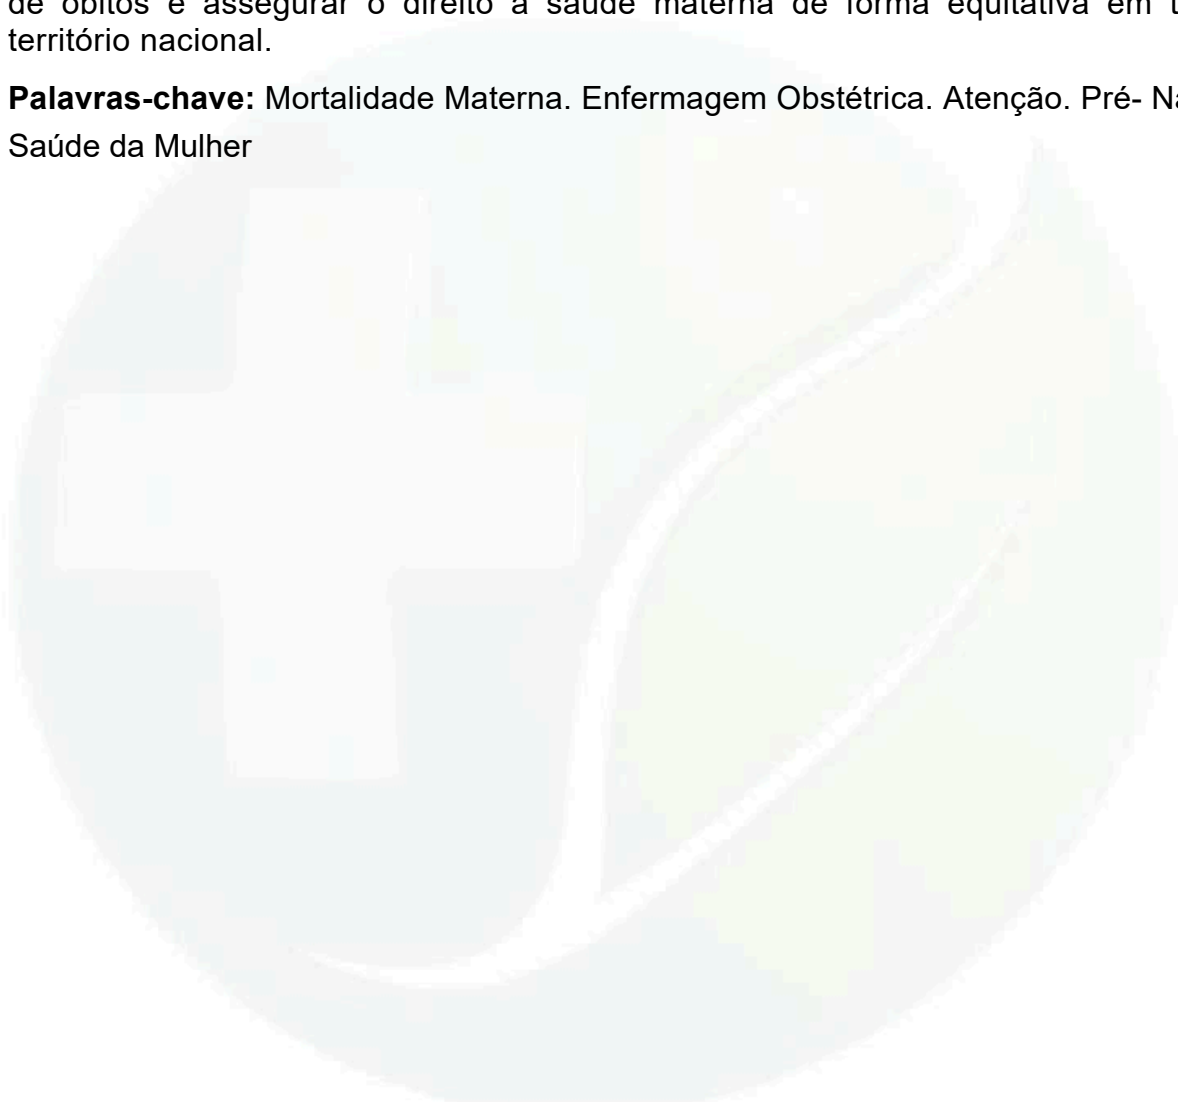 de óbitos e assegurar o direito à saúde materna de forma equitativa em
território nacional.
Palavras-chave: Mortalidade Materna. Enfermagem Obstétrica. Atenção. Pré-
Saúde da Mulher